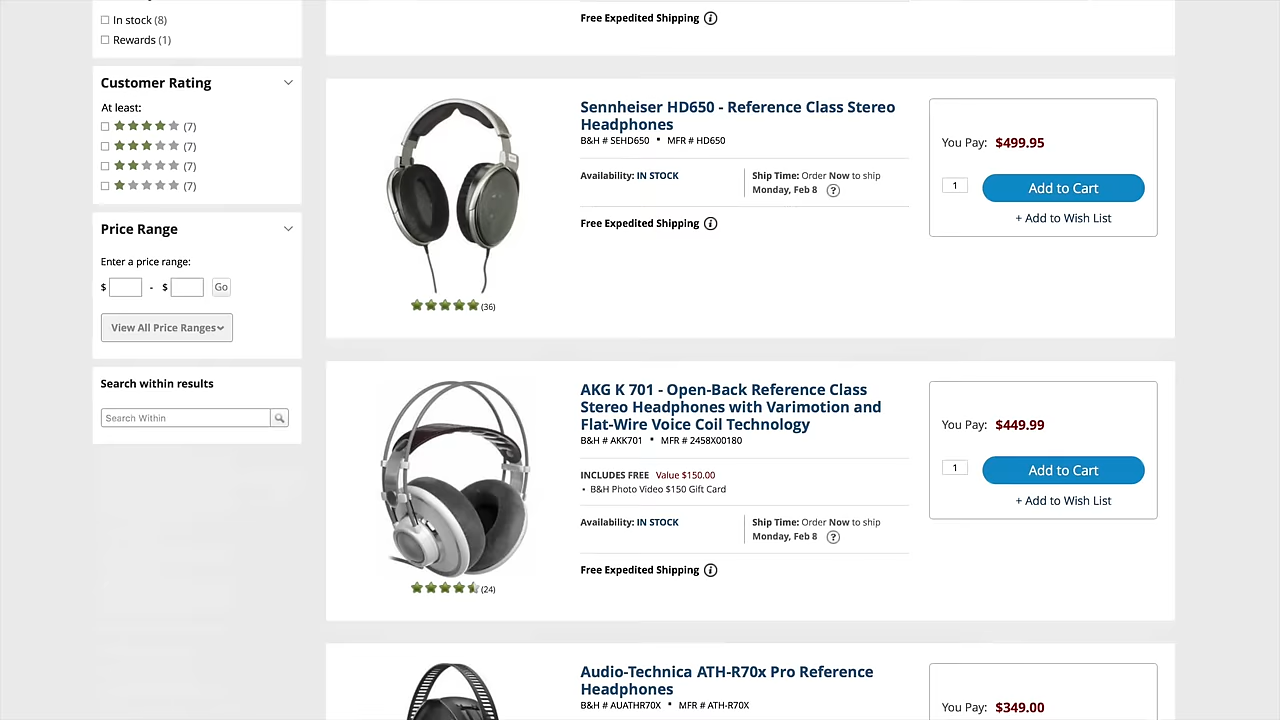 In stock (8)
Rewards (1)
Customer Rating
At least:
(7)
(7)
(7)
(7)
Price Range
Enter a price range:
$ - $ Go
View All Price Ranges
Search within results
Search Within
Free Expedited Shipping i
Sennheiser HD650 - Reference Class Stereo
Headphones
B&H # SEHD650 • MFR # HD650
Availability: IN STOCK
Ship Time: Order Now to ship
Monday, Feb 8 ?
Free Expedited Shipping i
(36)
You Pay: $499.95
1 Add to Cart
+ Add to Wish List
AKG K 701 - Open-Back Reference Class
Stereo Headphones with Varimotion and
Flat-Wire Voice Coil Technology
B&H # AKK701 • MFR # 2458X00180
INCLUDES FREE Value $150.00
• B&H Photo Video $150 Gift Card
Availability: IN STOCK
Ship Time: Order Now to ship
Monday, Feb 8 ?
Free Expedited Shipping i
(24)
You Pay: $449.99
1 Add to Cart
+ Add to Wish List
Audio-Technica ATH-R70x Pro Reference
Headphones
B&H # AUATHR70X • MFR # ATH-R70X
You Pay: $349.00